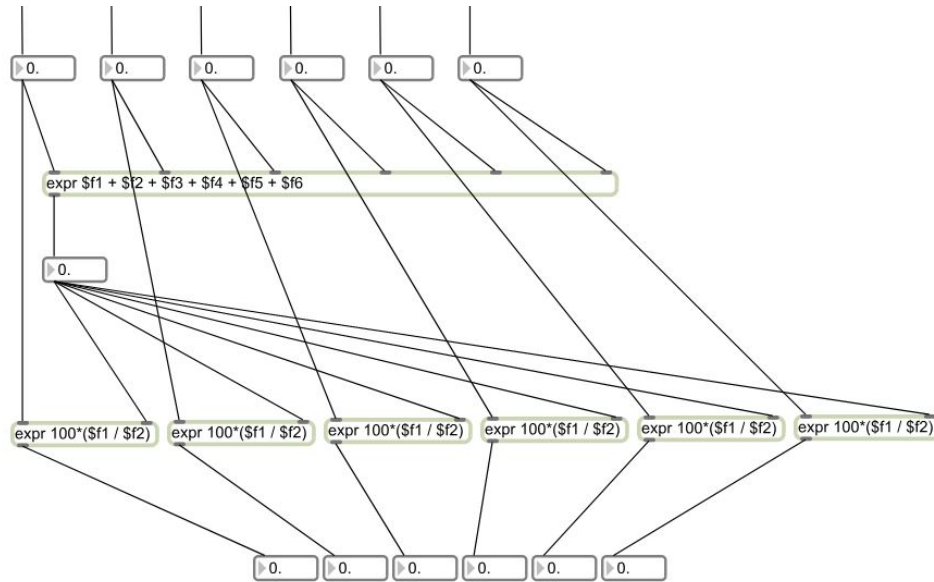 0. 0. 0. 0. 0. 0.
expr $f1 + $f2 + $f3 + $f4 + $f5 + $f6
0.
expr 100*($f1 / $f2) expr 100*($f1 / $f2) expr 100*($f1 / $f2) expr 100*($f1 / $f2) expr 100*($f1 / $f2) expr 100*($f1 / $f2)
0. 0. 0. 0. 0. 0.